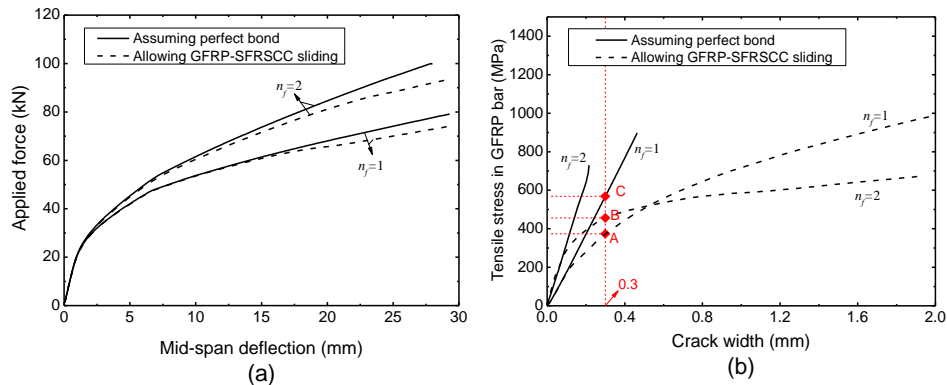 (a)
Assuming perfect bond
Allowing GFRP-SFRSCC sliding
n_f=2
n_f=1
Applied force (kN)
120
100
80
60
40
20
0
0 5 10 15 20 25 30
Mid-span deflection (mm)
(a)
(b)
Assuming perfect bond
Allowing GFRP-SFRSCC sliding
n_f=2
n_f=1
n_f=1
n_f=2
C
B
A
0.3
Tensile stress in GFRP bar (MPa)
1400
1200
1000
800
600
400
200
0
0.0 0.4 0.8 1.2 1.6 2.0
Crack width (mm)
(b)